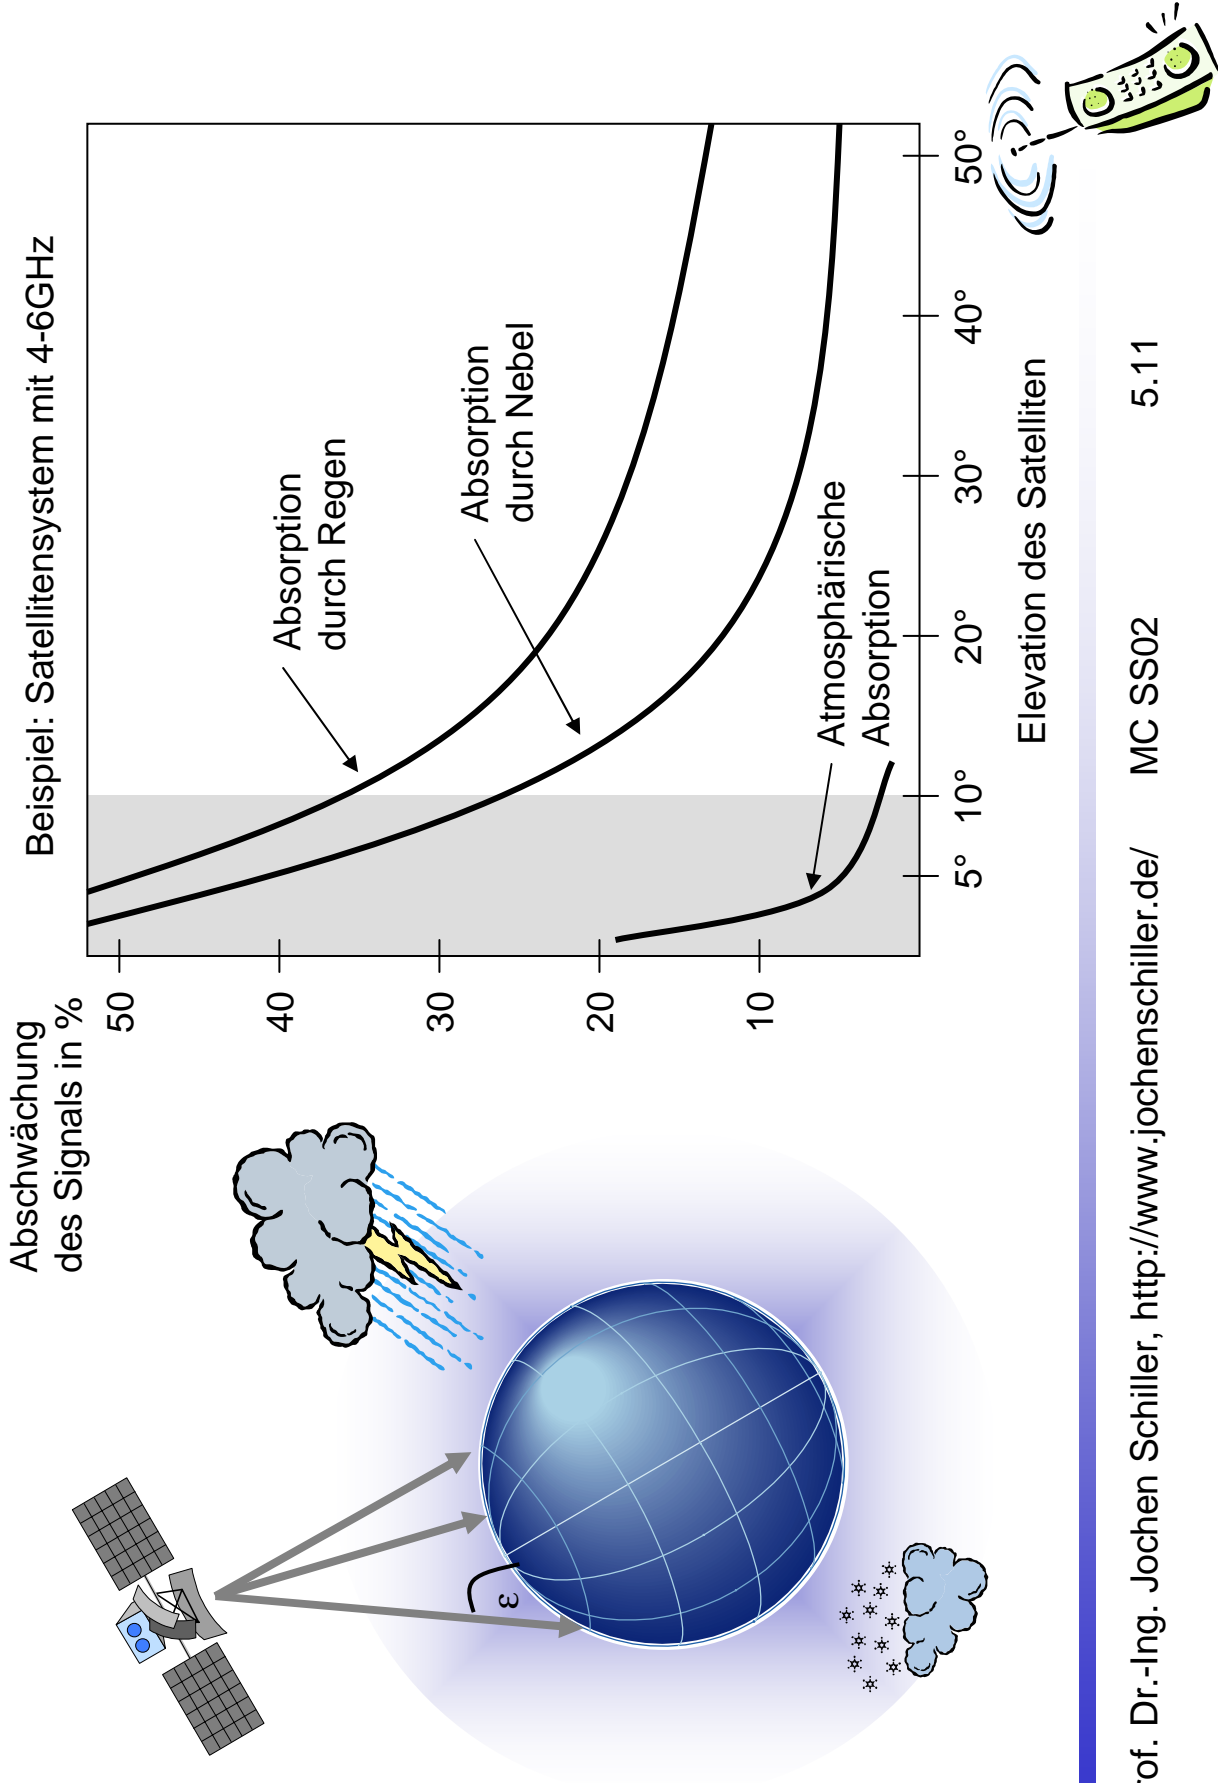 Abschwächung
des Signals in %
Beispiel: Satellitensystem mit 4-6GHz
50
40
30
20
10
Absorption
durch Regen
Absorption
durch Nebel
Atmosphärische
Absorption
5°
10°
20°
30°
40°
50°
Elevation des Satelliten
ε
rof. Dr.-Ing. Jochen Schiller, http://www.jochenschiller.de/
MC SS02
5.11